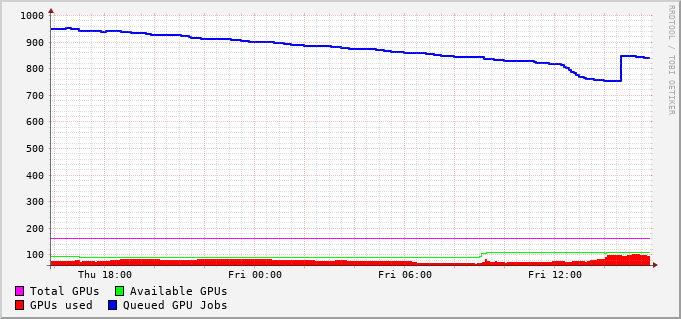 1000
900
800
700
600
500
400
300
200
100
Thu 18:00 Fri 00:00 Fri 06:00 Fri 12:00
Total GPUs Available GPUs
GPUs used Queued GPU Jobs
RRDTOOL / TOBI OETIKER